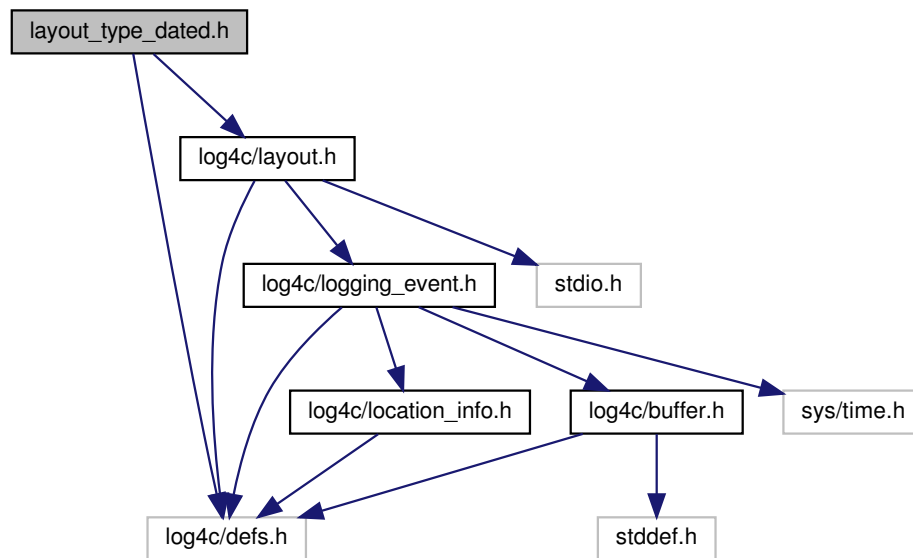 layout_type_dated.h
log4c/layout.h
log4c/logging_event.h
stdio.h
log4c/location_info.h
log4c/buffer.h
sys/time.h
log4c/defs.h
stddef.h